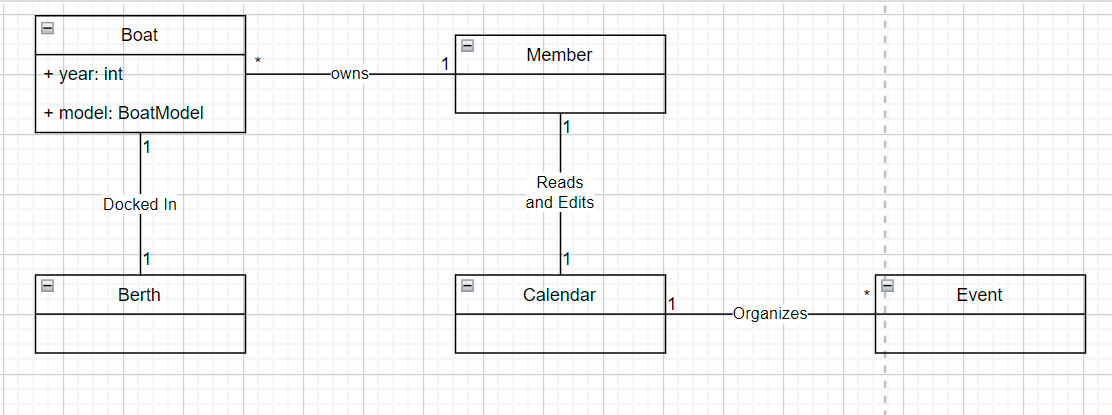 Boat
+ year: int
+ model: BoatModel
*
owns
1
Member
1
Docked In
1
1
Reads
and Edits
1
Berth
Calendar
1
Organizes
*
Event